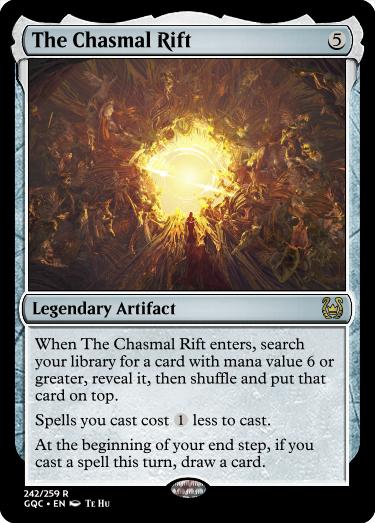 The Chasmal Rift 5
Legendary Artifact
When The Chasmal Rift enters, search
your library for a card with mana value 6 or
greater, reveal it, then shuffle and put that
card on top.
Spells you cast cost 1 less to cast.
At the beginning of your end step, if you
cast a spell this turn, draw a card.
242/259 R
GQC • EN Te Hu